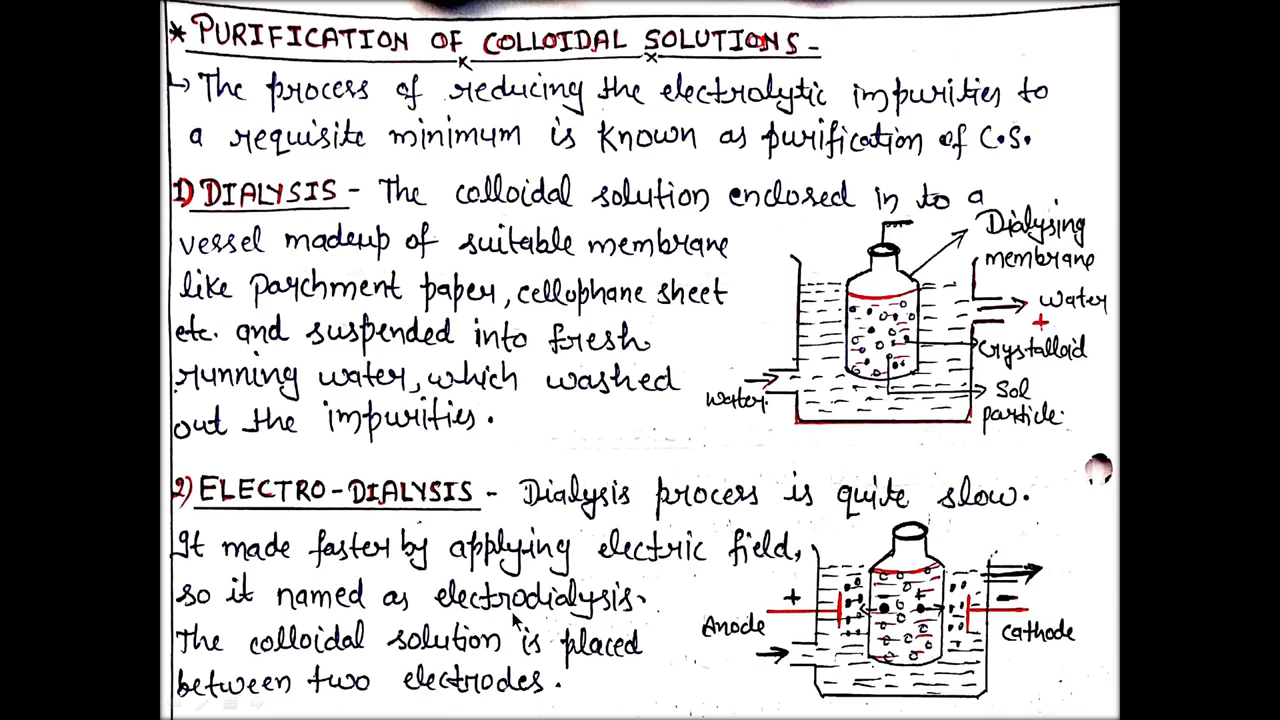 * PURIFICATION OF COLLOIDAL SOLUTIONS -
↳ The process of reducing the electrolytic impurities to
a requisite minimum is known as purification of C.S.
1) DIALYSIS - The colloidal solution enclosed in to a
vessel madeup of suitable membrane
like Parchment paper, cellophane sheet
etc. and suspended into fresh
running water, which washed
out the impurities.
Dialysing
membrane
water
+
crystalloid
Sol
particle.
water.
2) ELECTRO-DIALYSIS - Dialysis process is quite slow.
It made faster by applying electric field,
so it named as electrodialysis.
The colloidal solution is placed
between two electrodes.
+
Anode
-
+
-
Cathode